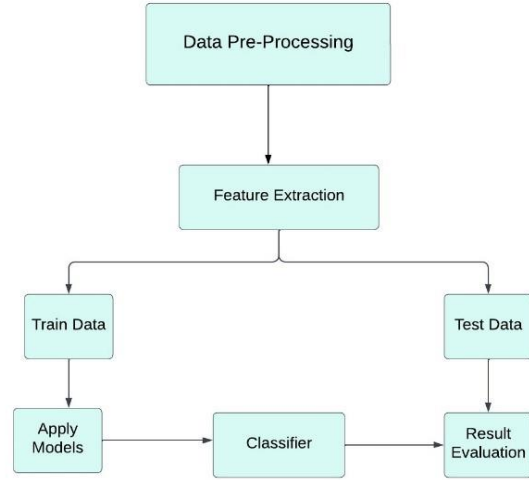 Data Pre-Processing
Feature Extraction
Train Data
Test Data
Apply
Models
Classifier
Result
Evaluation